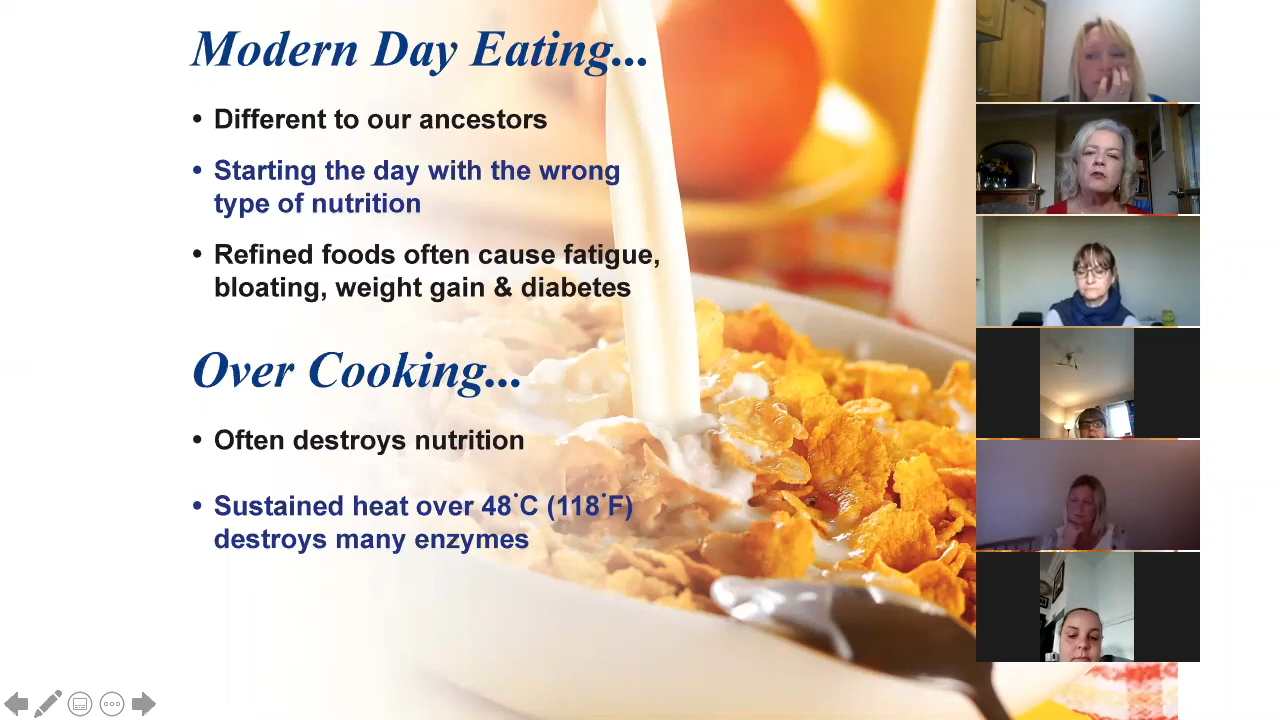 Modern Day Eating...
• Different to our ancestors
• Starting the day with the wrong
type of nutrition
• Refined foods often cause fatigue,
bloating, weight gain & diabetes
Over Cooking...
• Often destroys nutrition
• Sustained heat over 48°C (118°F)
destroys many enzymes